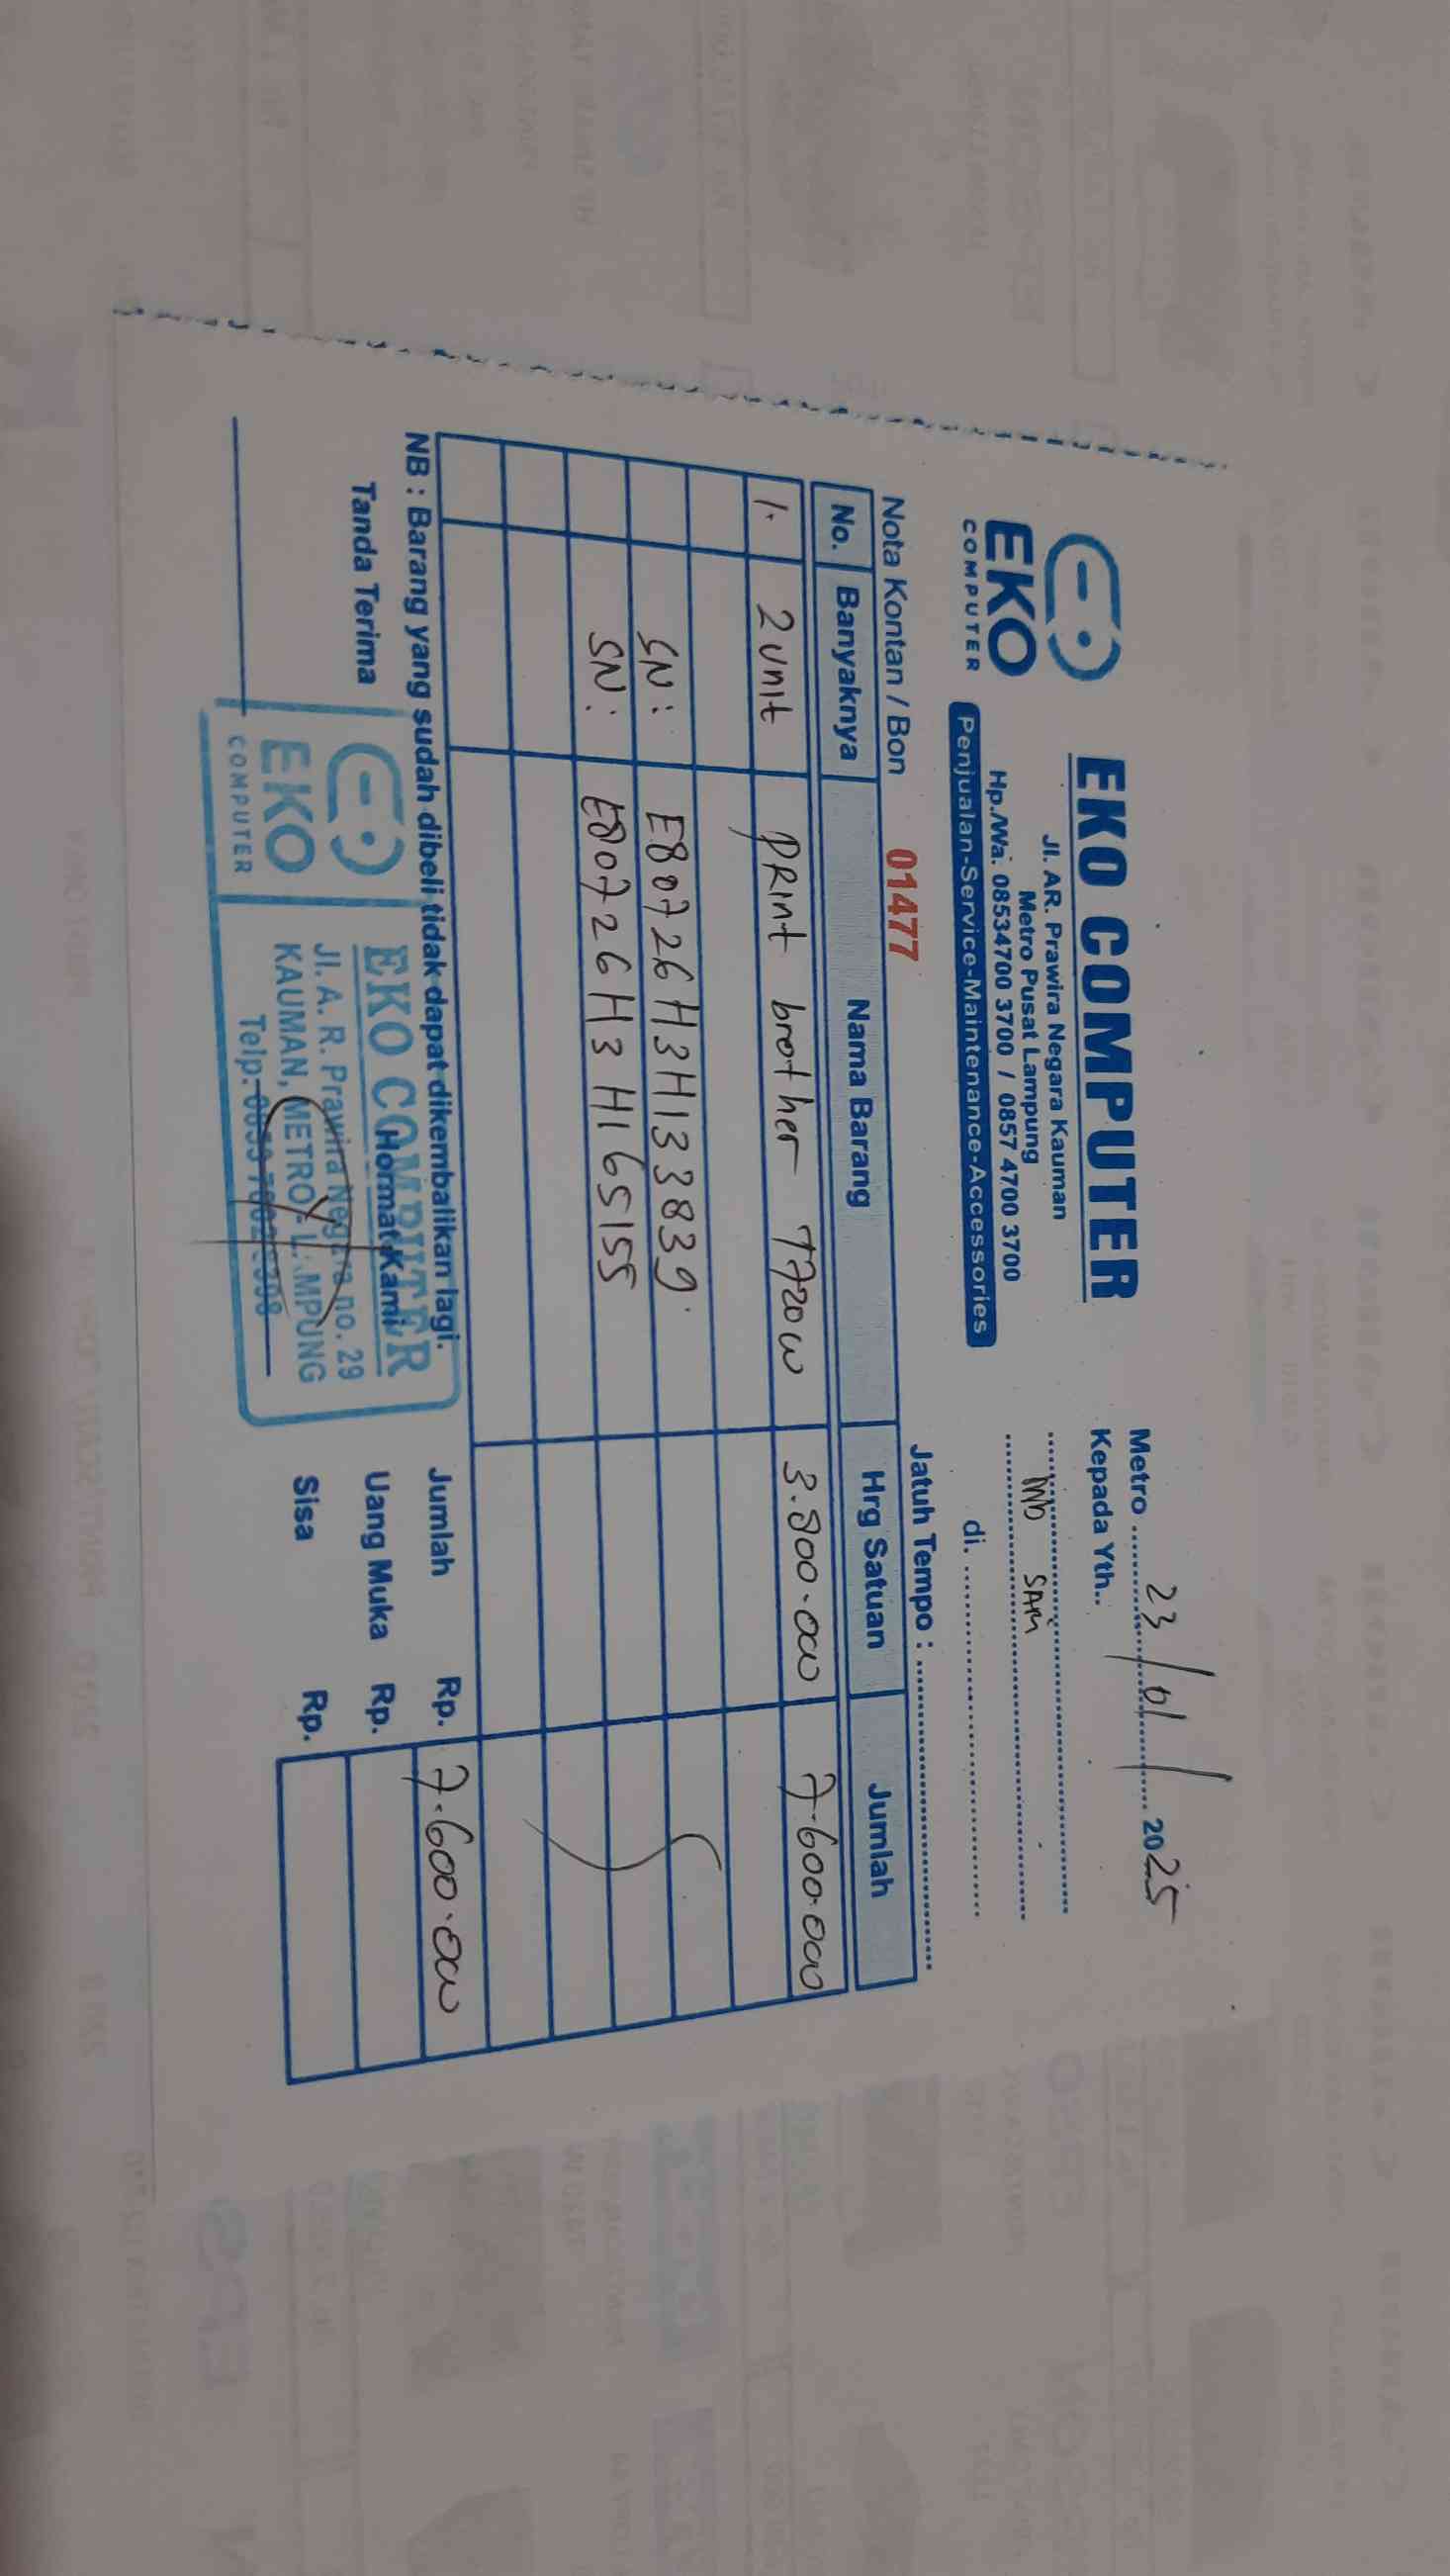 EKO COMPUTER
EKO COMPUTER
Jl. AR. Prawira Negara Kauman
Metro Pusat Lampung
Hp./Wa. 08534700 3700 / 0857 4700 3700
Penjualan-Service-Maintenance-Accessories
Metro 23/01/2025
Kepada Yth..
SAM
di.
Nota Kontan / Bon 01477 Jatuh Tempo :
No. Banyaknya Nama Barang Hrg Satuan Jumlah
1. 2 unit PRint brother T720w 3.800.000 7.600.000
SN: E80726H3H133839
SN: E80726H3H165155
NB : Barang yang sudah dibeli tidak dapat dikembalikan lagi.
Tanda Terima Hormat Kami
Jumlah Rp. 7.600.000
Uang Muka Rp.
Sisa Rp.
EKO COMPUTER
EKO COMPUTER
Jl. A. R. Prawira Negara no. 29
KAUMAN, METRO - LAMPUNG
Telp.